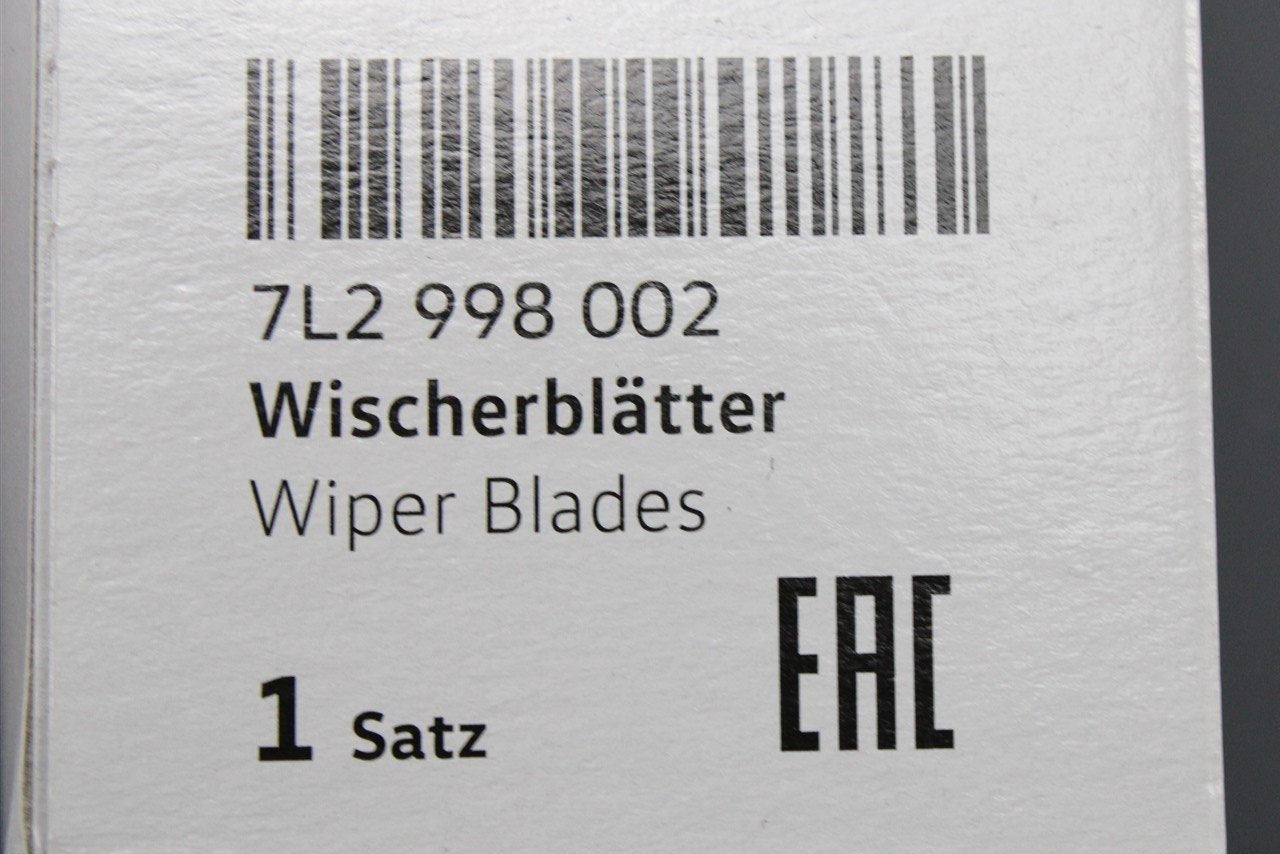 7L2 998 002
Wischerblätter
Wiper Blades
EAC
1 Satz